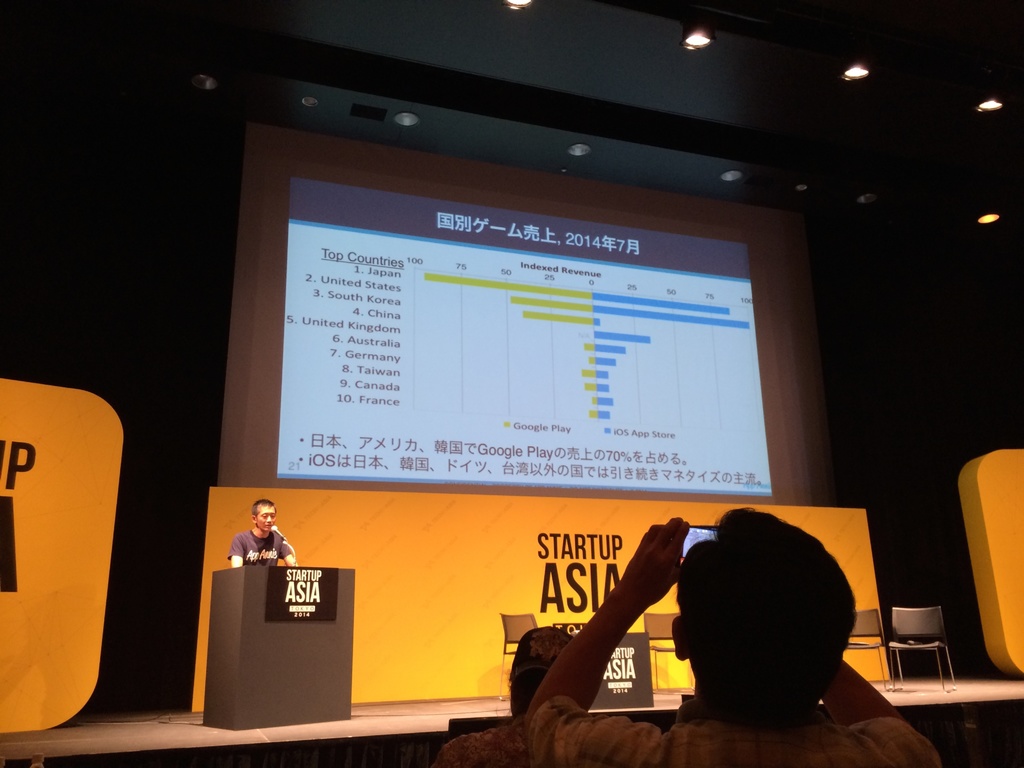 国別ゲーム売上, 2014年7月
Top Countries
Indexed Revenue
100 75 50 25 0 25 50 75 100
1. Japan
2. United States
3. South Korea
4. China
5. United Kingdom
6. Australia
7. Germany
8. Taiwan
9. Canada
10. France
Google Play iOS App Store
・日本、アメリカ、韓国でGoogle Playの売上の70%を占める。
・iOSは日本、韓国、ドイツ、台湾以外の国では引き続きマネタイズの主流。
21
UP
A
App Annie
STARTUP
ASIA
TOKYO
2014
STARTUP
ASIA
TO
ARTUP
ASIA
2014